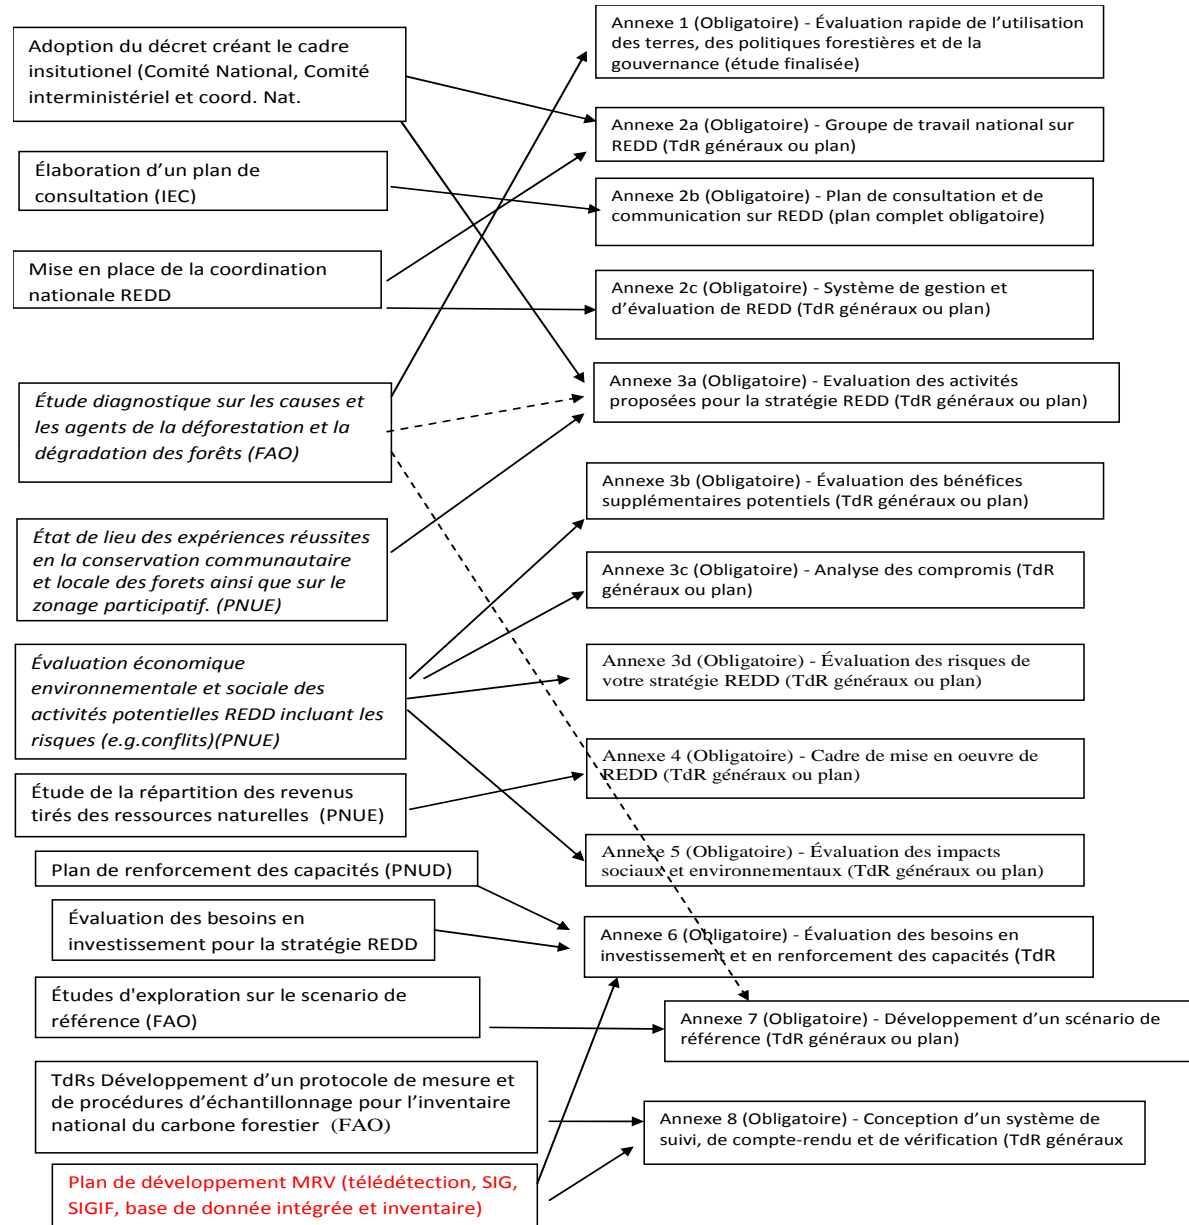 Adoption du décret créant le cadre
insitutionel (Comité National, Comité
interministériel et coord. Nat.
Élaboration d'un plan de
consultation (IEC)
Mise en place de la coordination
nationale REDD
Étude diagnostique sur les causes et
les agents de la déforestation et la
dégradation des forêts (FAO)
État de lieu des expériences réussites
en la conservation communautaire
et locale des forets ainsi que sur le
zonage participatif. (PNUE)
Évaluation économique
environnementale et sociale des
activités potentielles REDD incluant les
risques (e.g.conflits)(PNUE)
Étude de la répartition des revenus
tirés des ressources naturelles (PNUE)
Plan de renforcement des capacités (PNUD)
Évaluation des besoins en
investissement pour la stratégie REDD
Études d'exploration sur le scenario de
référence (FAO)
TdRs Développement d'un protocole de mesure et
de procédures d'échantillonnage pour l'inventaire
national du carbone forestier (FAO)
Plan de développement MRV (télédétection, SIG,
SIGIF, base de donnée intégrée et inventaire)
Annexe 1 (Obligatoire) - Évaluation rapide de l'utilisation
des terres, des politiques forestières et de la
gouvernance (étude finalisée)
Annexe 2a (Obligatoire) - Groupe de travail national sur
REDD (TdR généraux ou plan)
Annexe 2b (Obligatoire) - Plan de consultation et de
communication sur REDD (plan complet obligatoire)
Annexe 2c (Obligatoire) - Système de gestion et
d'évaluation de REDD (TdR généraux ou plan)
Annexe 3a (Obligatoire) - Evaluation des activités
proposées pour la stratégie REDD (TdR généraux ou plan)
Annexe 3b (Obligatoire) - Évaluation des bénéfices
supplémentaires potentiels (TdR généraux ou plan)
Annexe 3c (Obligatoire) - Analyse des compromis (TdR
généraux ou plan)
Annexe 3d (Obligatoire) - Évaluation des risques de
votre stratégie REDD (TdR généraux ou plan)
Annexe 4 (Obligatoire) - Cadre de mise en oeuvre de
REDD (TdR généraux ou plan)
Annexe 5 (Obligatoire) - Évaluation des impacts
sociaux et environnementaux (TdR généraux ou plan)
Annexe 6 (Obligatoire) - Évaluation des besoins en
investissement et en renforcement des capacités (TdR
Annexe 7 (Obligatoire) - Développement d'un scénario de
référence (TdR généraux ou plan)
Annexe 8 (Obligatoire) - Conception d'un système de
suivi, de compte-rendu et de vérification (TdR généraux